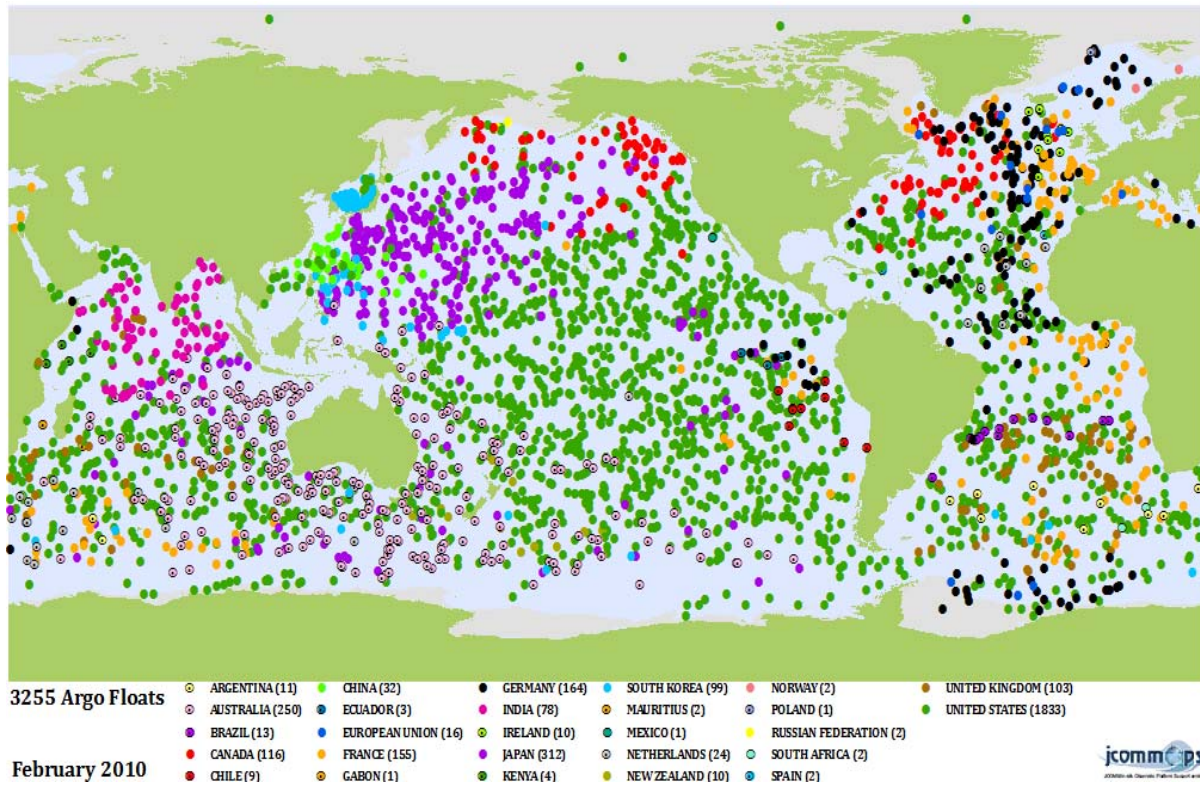 3255 Argo Floats
February 2010
ARGENTINA (11)
AUSTRALIA (250)
BRAZIL (13)
CANADA (116)
CHILE (9)
CHINA (32)
ECUADOR (3)
EUROPEAN UNION (16)
FRANCE (155)
GABON (1)
GERMANY (164)
INDIA (78)
IRELAND (10)
JAPAN (312)
KENYA (4)
SOUTH KOREA (99)
MAURITIUS (2)
MEXICO (1)
NETHERLANDS (24)
NEW ZEALAND (10)
NORWAY (2)
POLAND (1)
RUSSIAN FEDERATION (2)
SOUTH AFRICA (2)
SPAIN (2)
UNITED KINGDOM (103)
UNITED STATES (1833)
jcommops